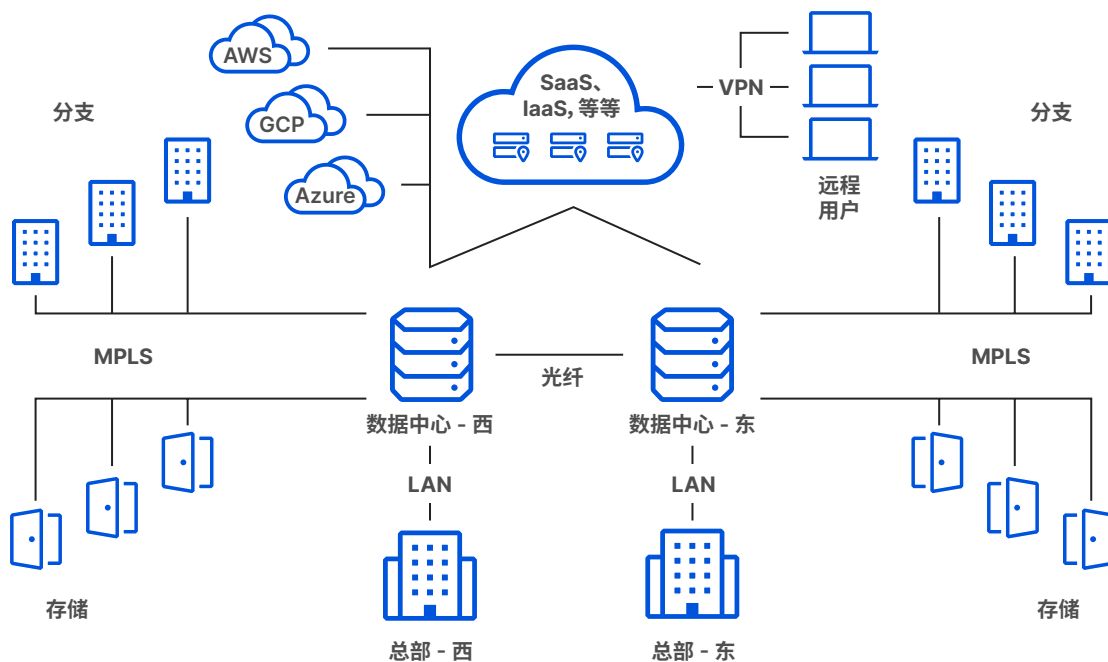 AWS
GCP
Azure
SaaS、
IaaS, 等等
VPN
远程
用户
分支
分支
MPLS
MPLS
光纤
数据中心 - 西
数据中心 - 东
LAN
LAN
存储
存储
总部 - 西
总部 - 东